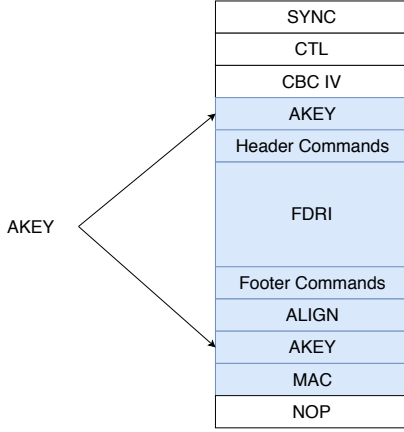 SYNC
CTL
CBC IV
AKEY
Header Commands
FDRI
AKEY
Footer Commands
ALIGN
AKEY
MAC
NOP